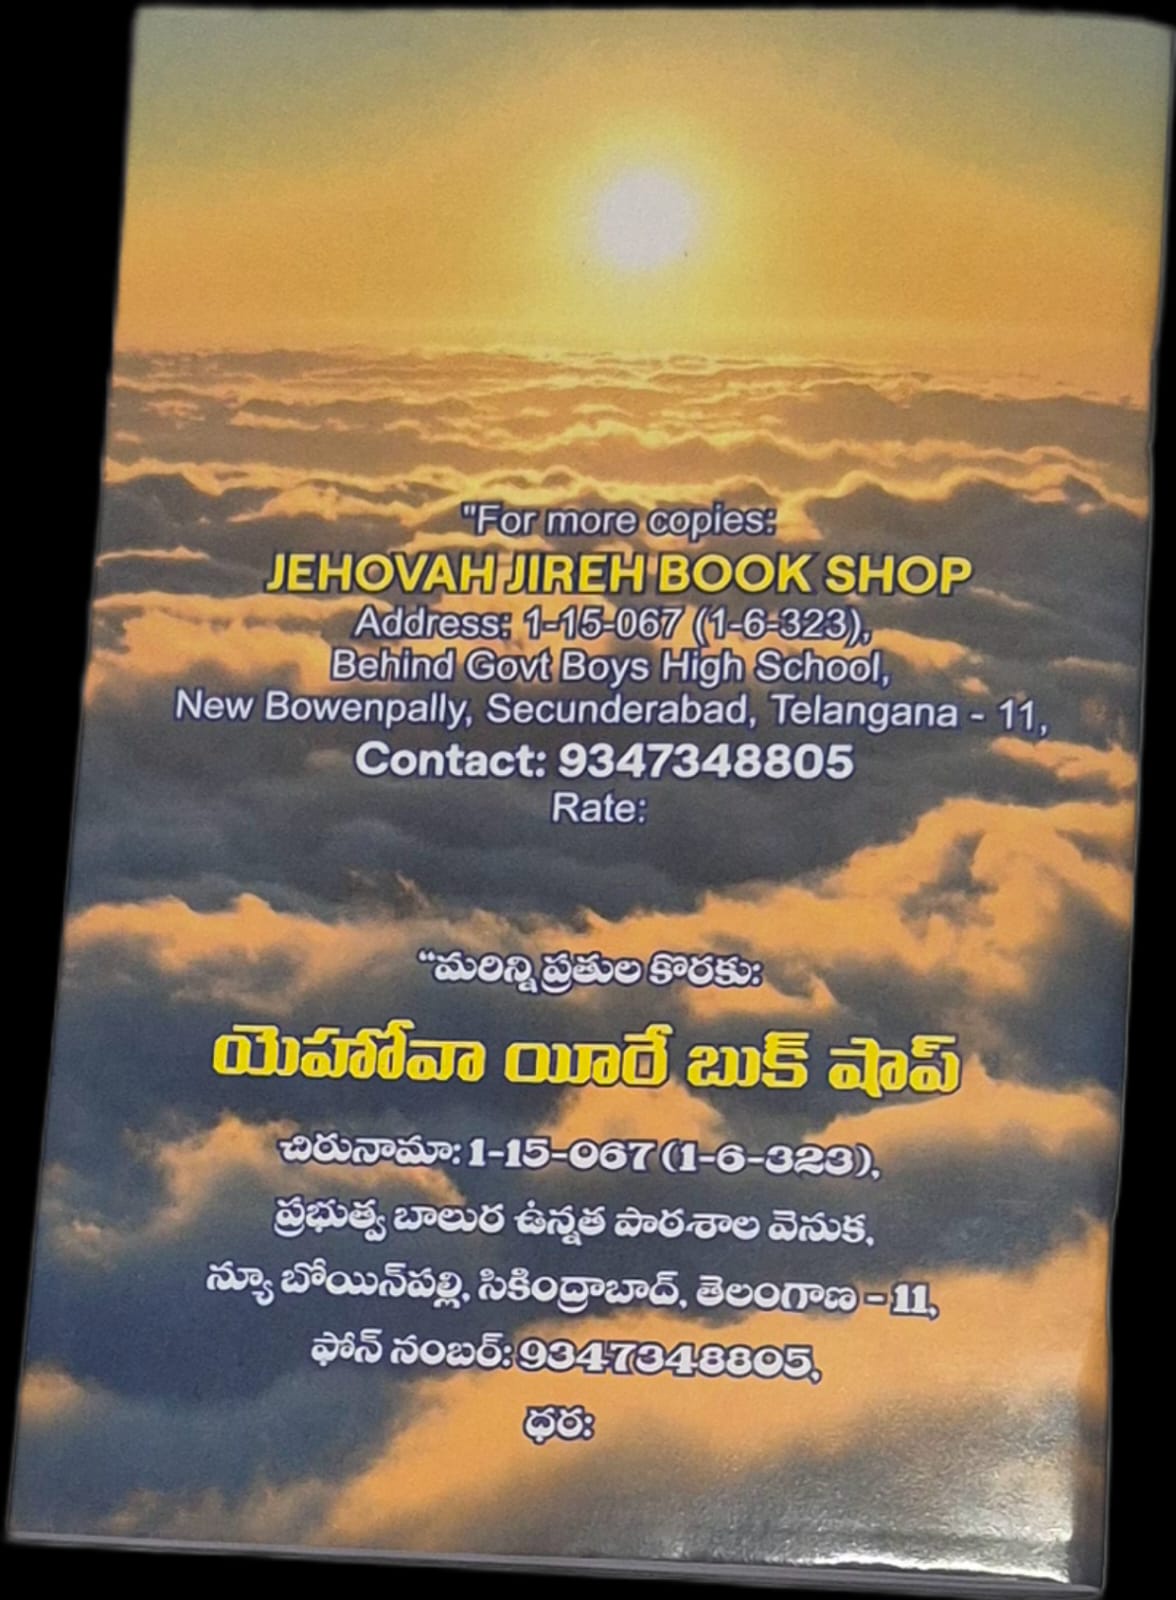 "For more copies:
JEHOVAH JIREH BOOK SHOP
Address: 1-15-067 (1-6-323),
Behind Govt Boys High School,
New Bowenpally, Secunderabad, Telangana - 11,
Contact: 9347348805
Rate:
“మరిన్ని ప్రతుల కొరకు:
యెహోవా యీరే బుక్ షాప్
చిరునామా: 1-15-067 (1-6-323),
ప్రభుత్వ బాలుర ఉన్నత పాఠశాల వెనుక,
న్యూ బోయిన్‌పల్లి, సికింద్రాబాద్, తెలంగాణ - 11,
ఫోన్ నంబర్: 9347348805,
ధర: